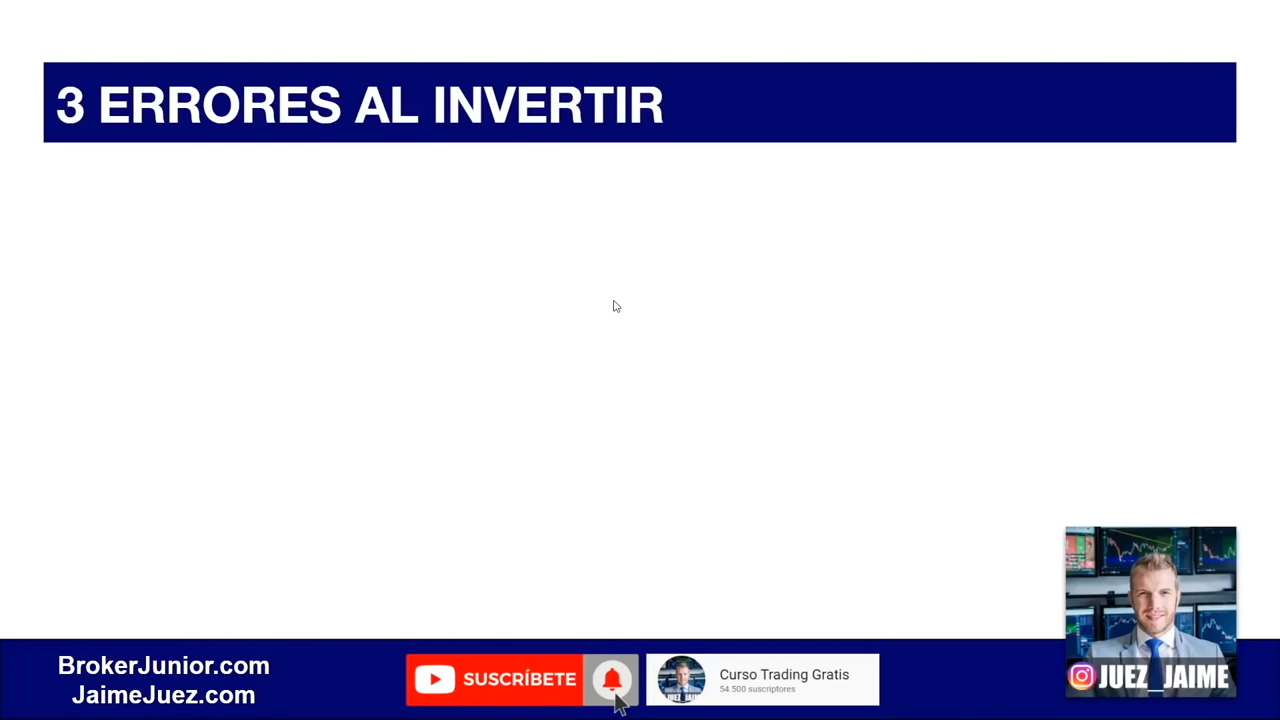 3 ERRORES AL INVERTIR
BrokerJunior.com
JaimeJuez.com
SUSCRÍBETE
Curso Trading Gratis
54.500 suscriptores
JUEZ_JAIME